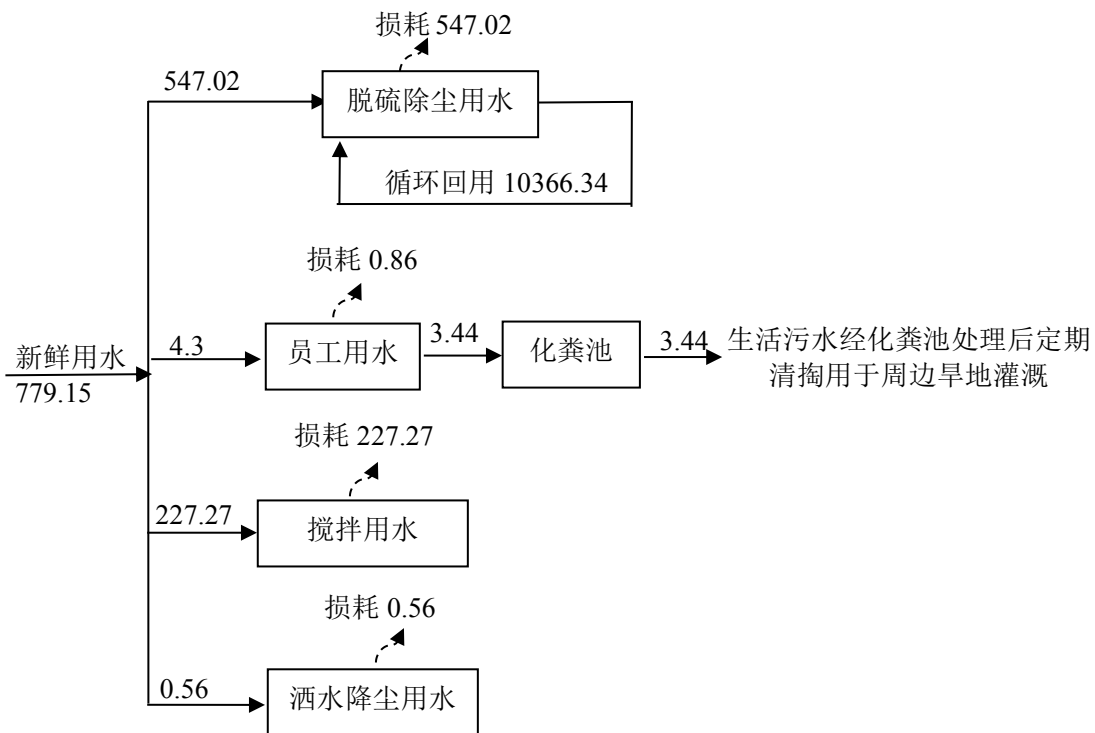 损耗 547.02
547.02
脱硫除尘用水
循环回用 10366.34
损耗 0.86
新鲜用水
779.15
4.3
员工用水
3.44
化粪池
3.44
生活污水经化粪池处理后定期
清掏用于周边旱地灌溉
损耗 227.27
227.27
搅拌用水
损耗 0.56
0.56
洒水降尘用水